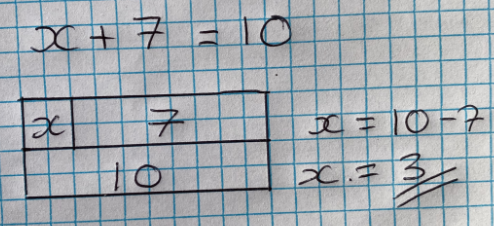 x + 7 = 10
x 7
10
x = 10 - 7
x = 3